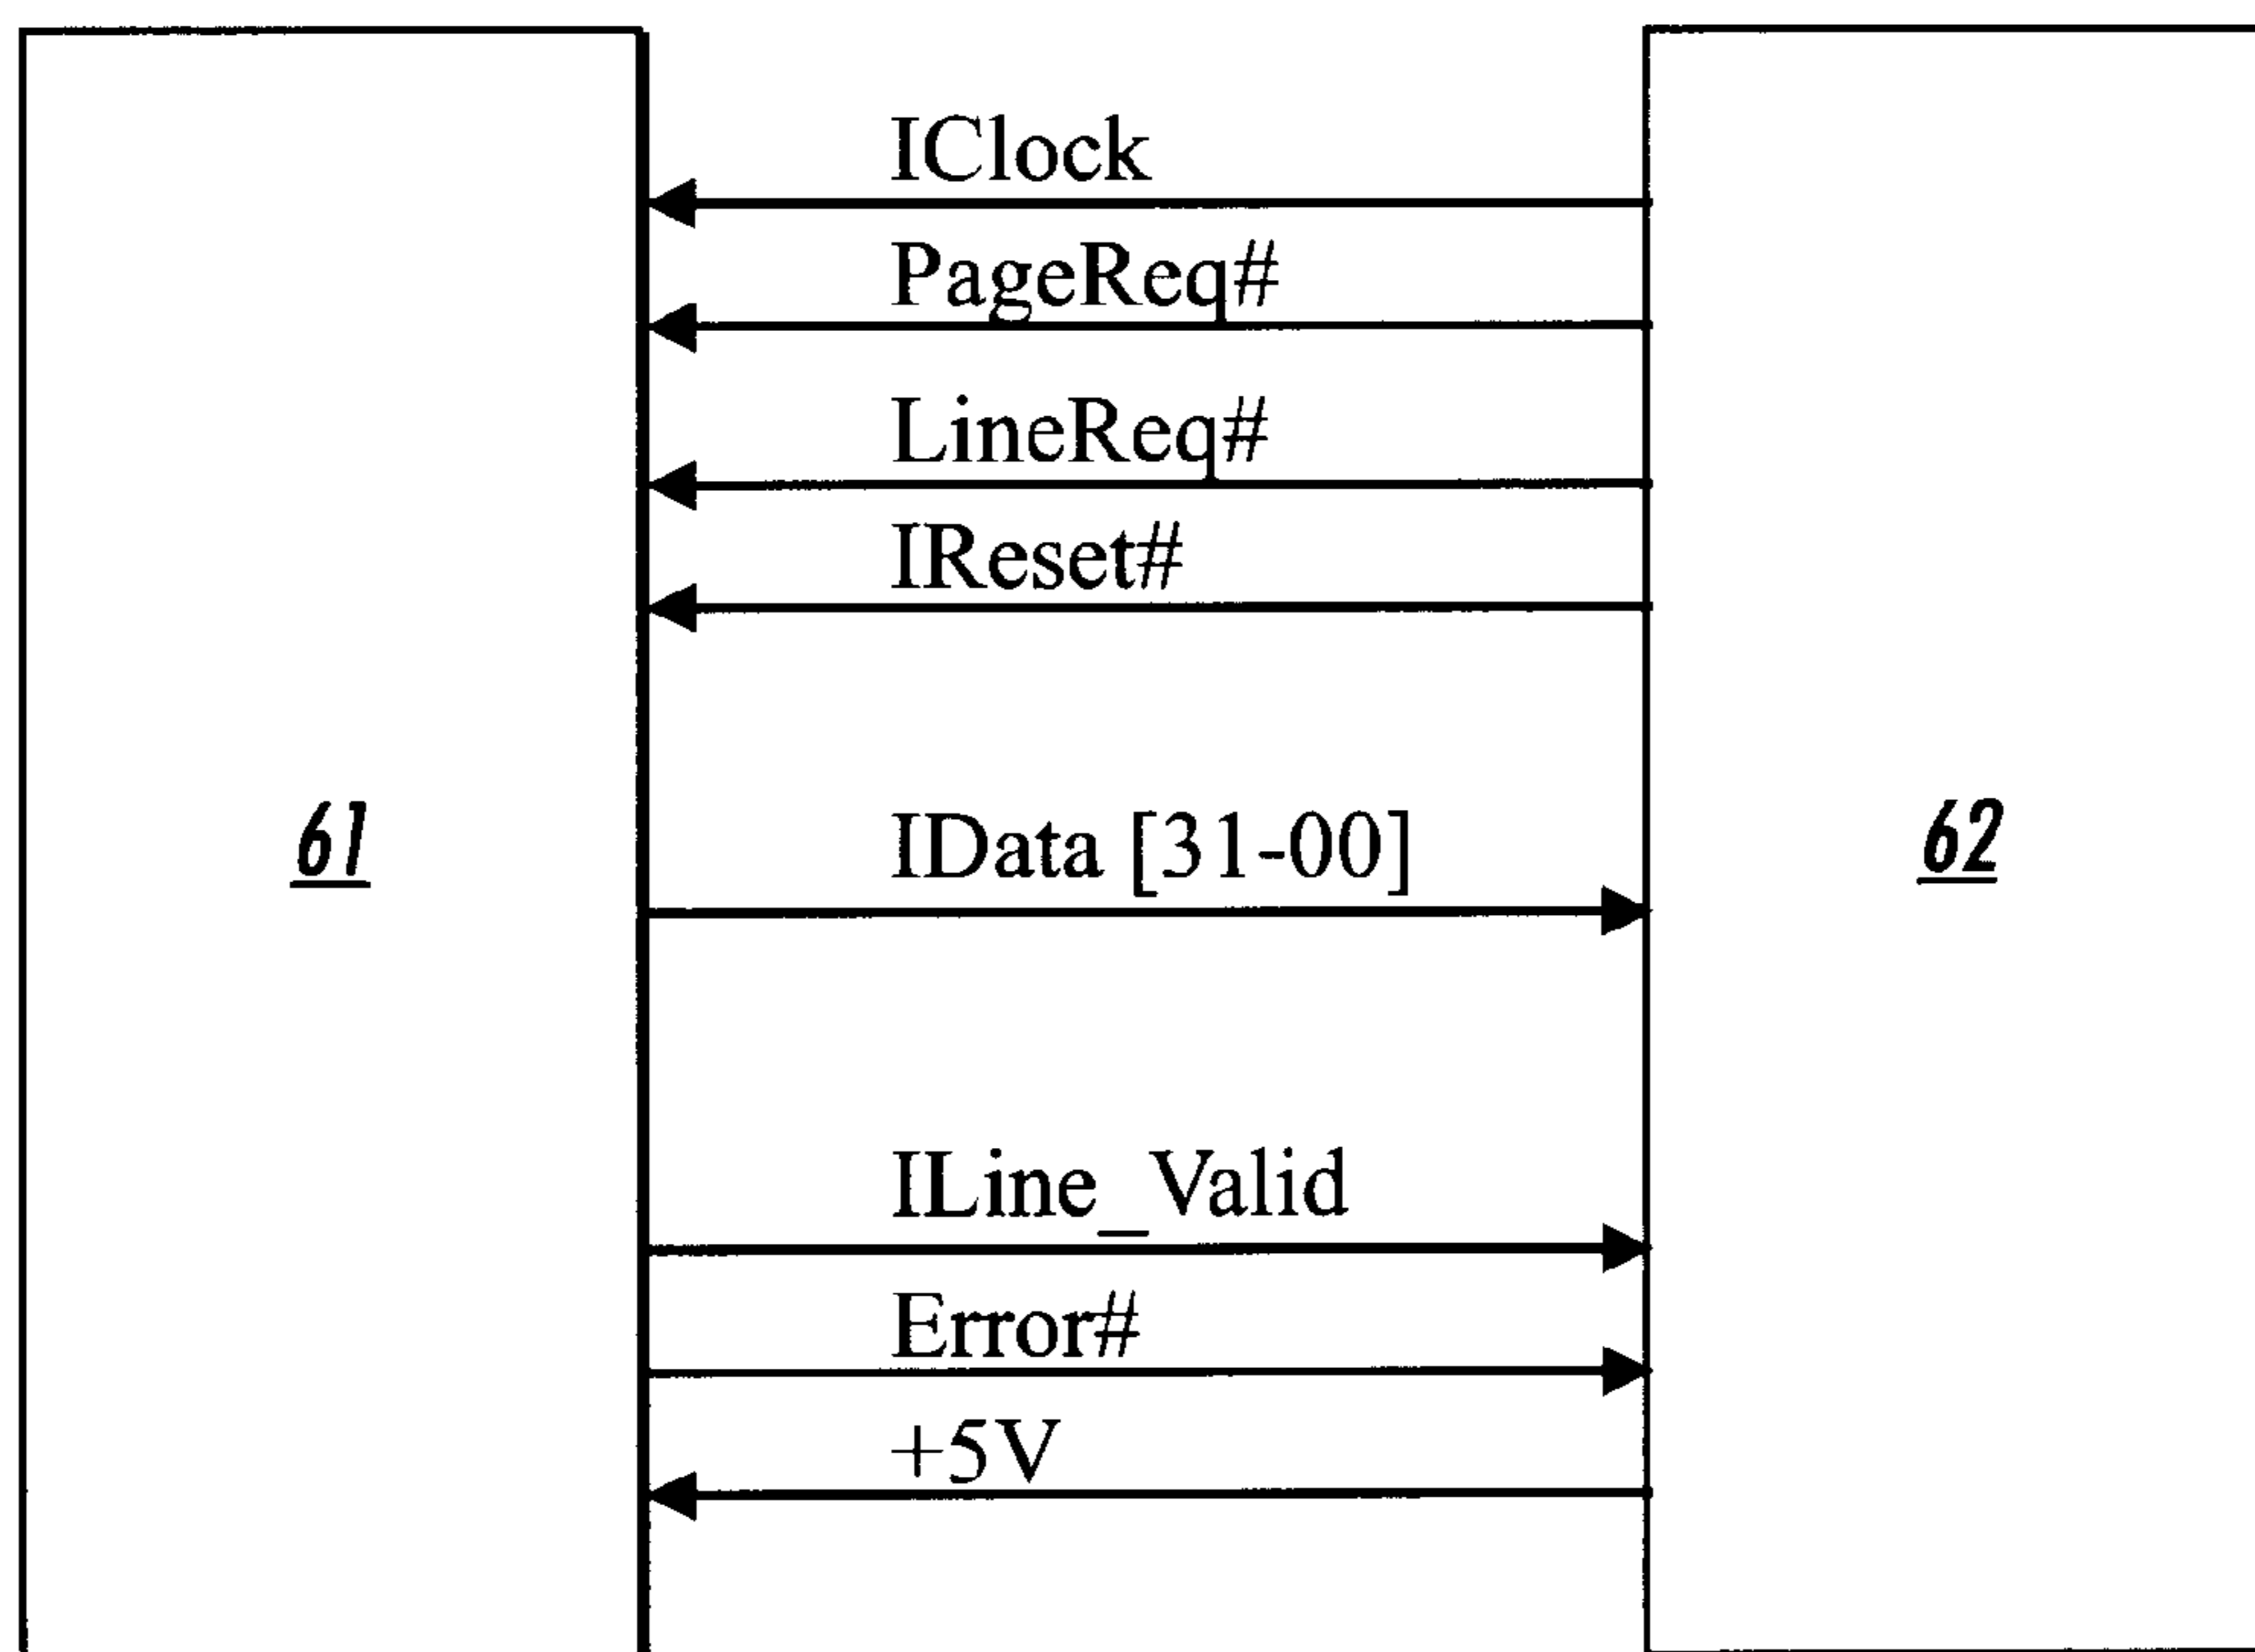 IClock
PageReq#
LineReq#
IReset#
61
IData [31-00]
62
ILine_Valid
Error#
+5V